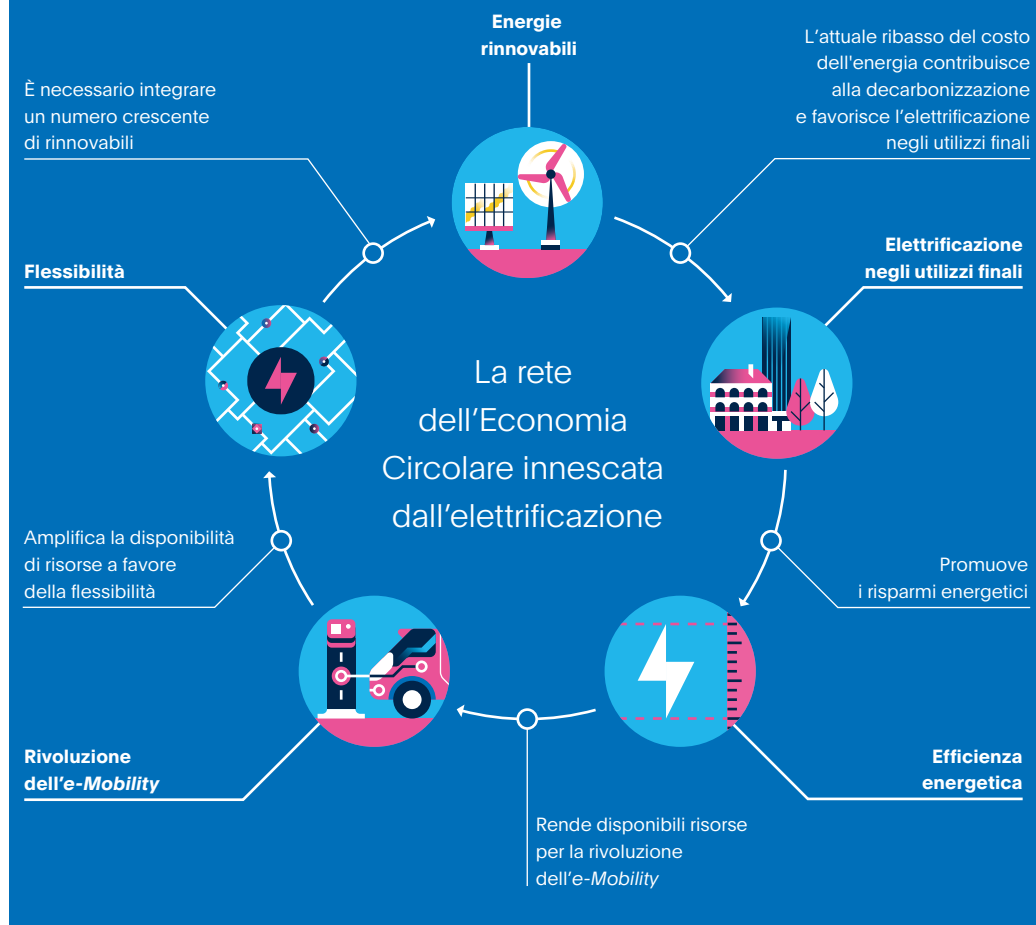 Energie
rinnovabili
L'attuale ribasso del costo
dell'energia contribuisce
alla decarbonizzazione
e favorisce l'elettrificazione
negli utilizzi finali
Elettrificazione
negli utilizzi finali
Promuove
i risparmi energetici
Efficienza
energetica
Rende disponibili risorse
per la rivoluzione
dell'e-Mobility
Rivoluzione
dell'e-Mobility
Amplifica la disponibilità
di risorse a favore
della flessibilità
Flessibilità
È necessario integrare
un numero crescente
di rinnovabili
La rete
dell'Economia
Circolare innescata
dall'elettrificazione